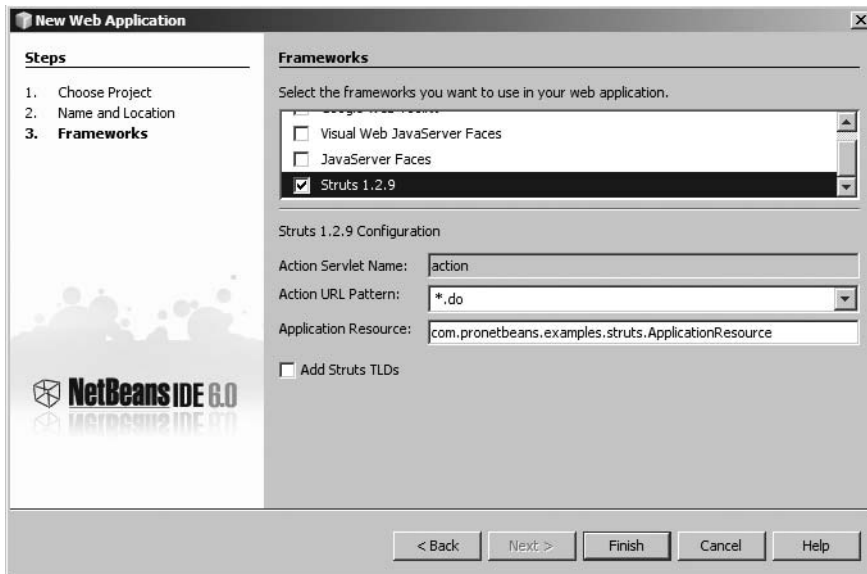 New Web Application
Steps
1. Choose Project
2. Name and Location
3. Frameworks
Frameworks
Select the frameworks you want to use in your web application.
Visual Web JavaServer Faces
JavaServer Faces
Struts 1.2.9
Struts 1.2.9 Configuration
Action Servlet Name: action
Action URL Pattern: *.do
Application Resource: com.pronetbeans.examples.struts.ApplicationResource
Add Struts TLDs
NetBeans IDE 6.0
< Back Next > Finish Cancel Help